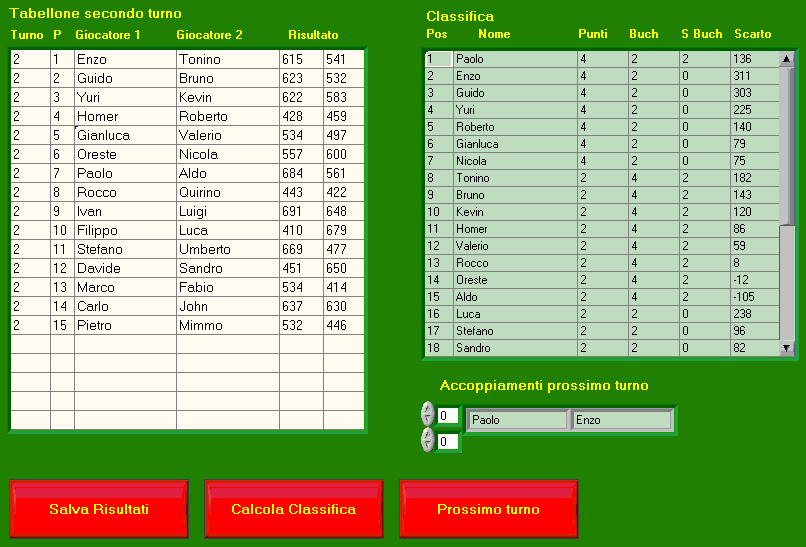 Tabellone secondo turno
Turno P Giocatore 1 Giocatore 2 Risultato
2 1 Enzo Tonino 615 541
2 2 Guido Bruno 623 532
2 3 Yuri Kevin 622 583
2 4 Homer Roberto 428 459
2 5 Gianluca Valerio 534 497
2 6 Oreste Nicola 557 600
2 7 Paolo Aldo 684 561
2 8 Rocco Quirino 443 422
2 9 Ivan Luigi 691 648
2 10 Filippo Luca 410 679
2 11 Stefano Umberto 669 477
2 12 Davide Sandro 451 650
2 13 Marco Fabio 534 414
2 14 Carlo John 637 630
2 15 Pietro Mimmo 532 446
Classifica
Pos Nome Punti Buch S Buch Scarto
1 Paolo 4 2 2 136
2 Enzo 4 2 0 311
3 Guido 4 2 0 303
4 Yuri 4 2 0 225
5 Roberto 4 2 0 140
6 Gianluca 4 2 0 79
7 Nicola 4 2 0 75
8 Tonino 2 4 2 182
9 Bruno 2 4 2 143
10 Kevin 2 4 2 120
11 Homer 2 4 2 86
12 Valerio 2 4 2 59
13 Rocco 2 4 2 8
14 Oreste 2 4 2 -12
15 Aldo 2 4 2 -105
16 Luca 2 2 0 238
17 Stefano 2 2 0 96
18 Sandro 2 2 0 82
Accoppiamenti prossimo turno
0 Paolo Enzo
0
Salva Risultati Calcola Classifica Prossimo turno